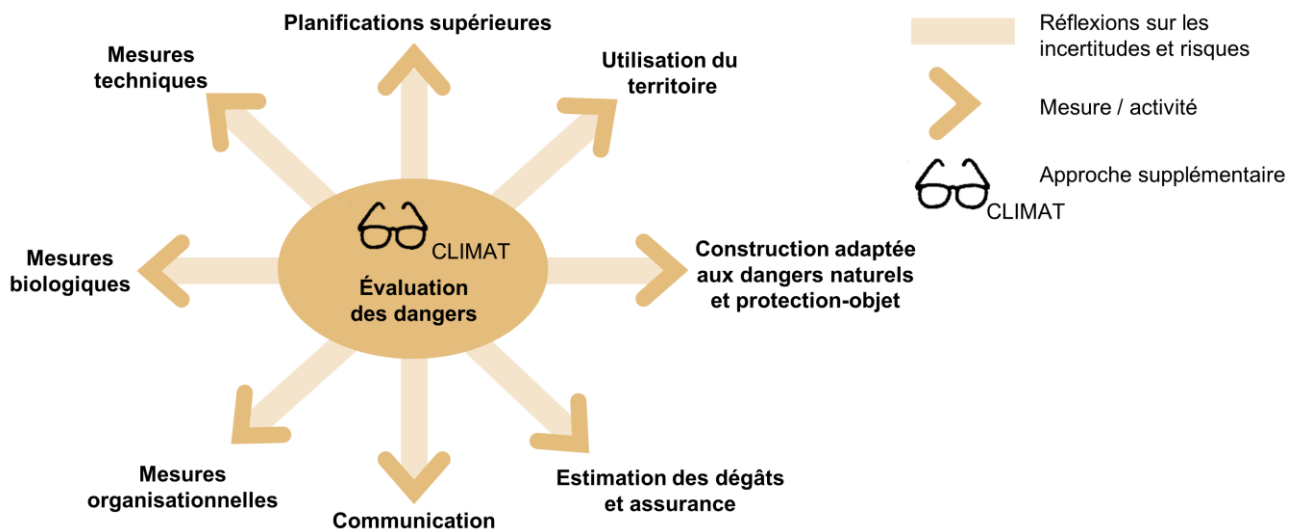 Planifications supérieures
Mesures
techniques
Utilisation du
territoire
Mesures
biologiques
CLIMAT
Évaluation
des dangers
Construction adaptée
aux dangers naturels
et protection-objet
Mesures
organisationnelles
Communication
Estimation des dégâts
et assurance
Réflexions sur les
incertitudes et risques
Mesure / activité
Approche supplémentaire
CLIMAT